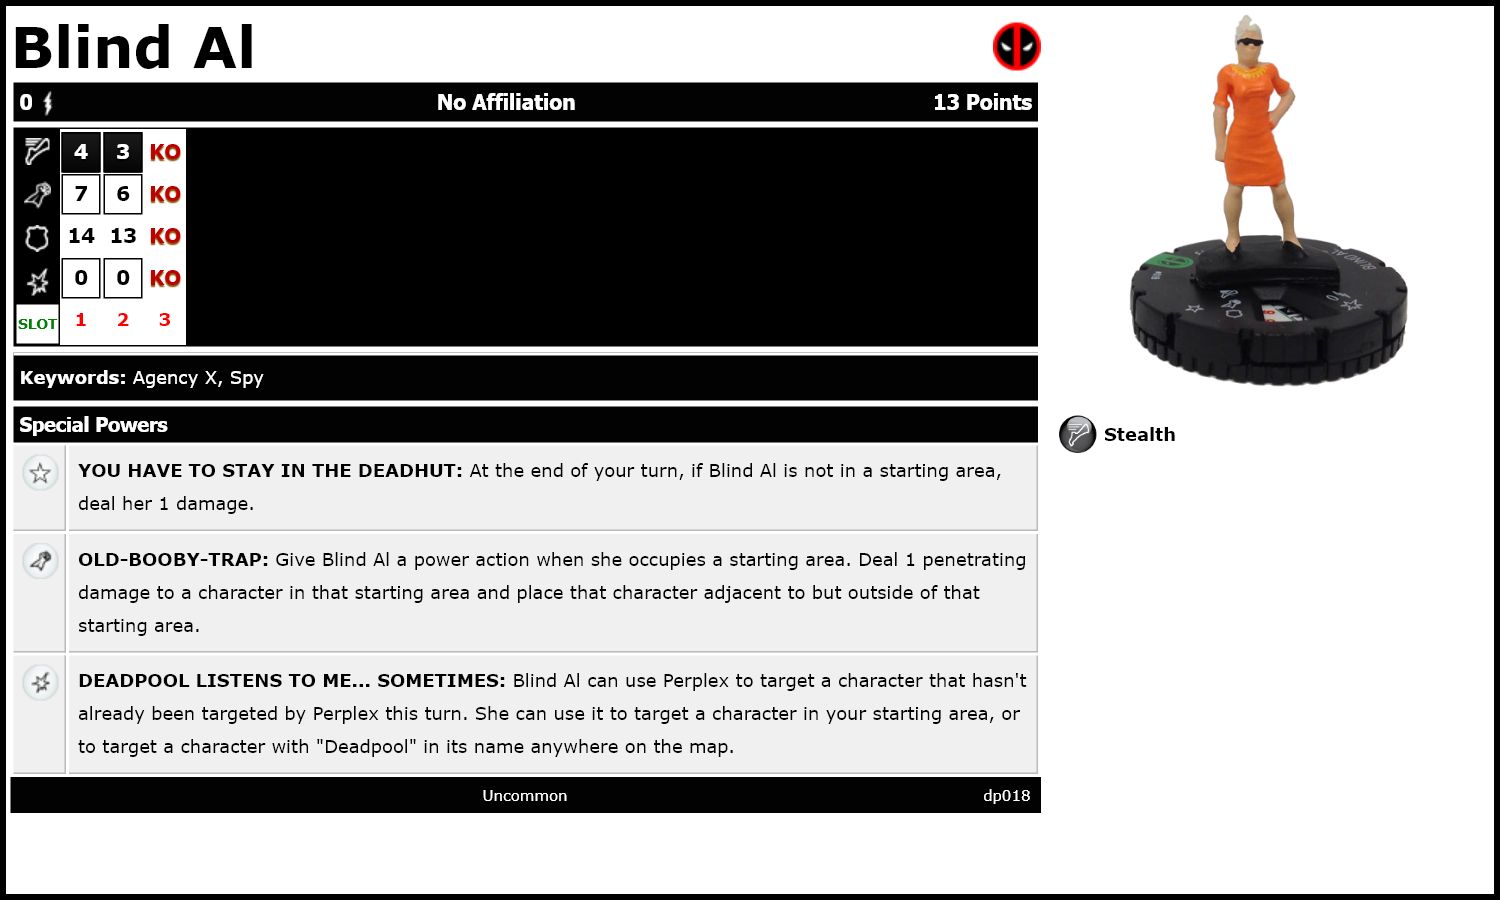 Blind Al
0 No Affiliation 13 Points
4 3 KO
7 6 KO
14 13 KO
0 0 KO
SLOT 1 2 3
Keywords: Agency X, Spy
Special Powers
YOU HAVE TO STAY IN THE DEADHUT: At the end of your turn, if Blind Al is not in a starting area,
deal her 1 damage.
OLD-BOOBY-TRAP: Give Blind Al a power action when she occupies a starting area. Deal 1 penetrating
damage to a character in that starting area and place that character adjacent to but outside of that
starting area.
DEADPOOL LISTENS TO ME... SOMETIMES: Blind Al can use Perplex to target a character that hasn't
already been targeted by Perplex this turn. She can use it to target a character in your starting area, or
to target a character with "Deadpool" in its name anywhere on the map.
Uncommon dp018
BLIND AL
Stealth